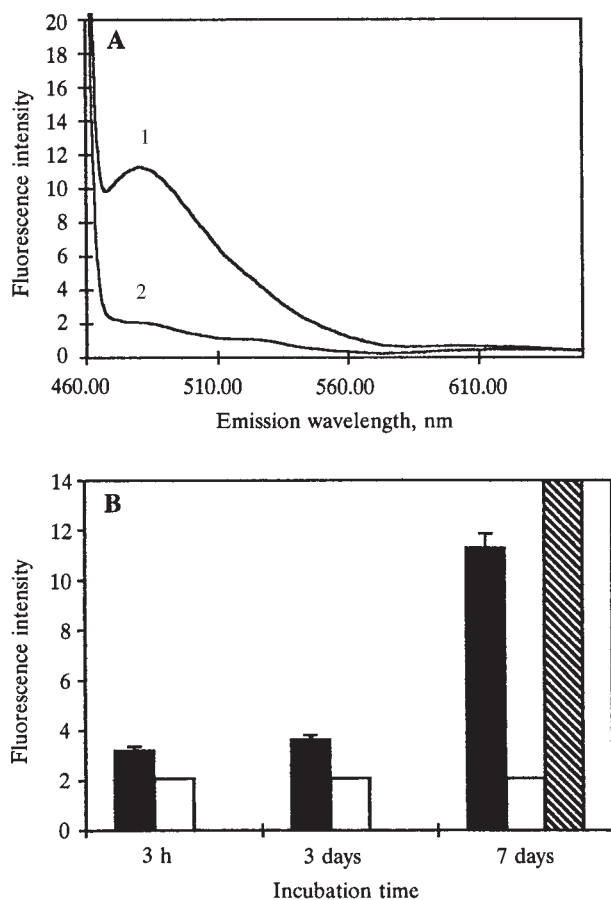 A
20
18
16
14
12
10
8
6
4
2
0
Fluorescence intensity
1
2
460.00 510.00 560.00 610.00
Emission wavelength, nm
B
14
12
10
8
6
4
2
0
Fluorescence intensity
3 h 3 days 7 days
Incubation time